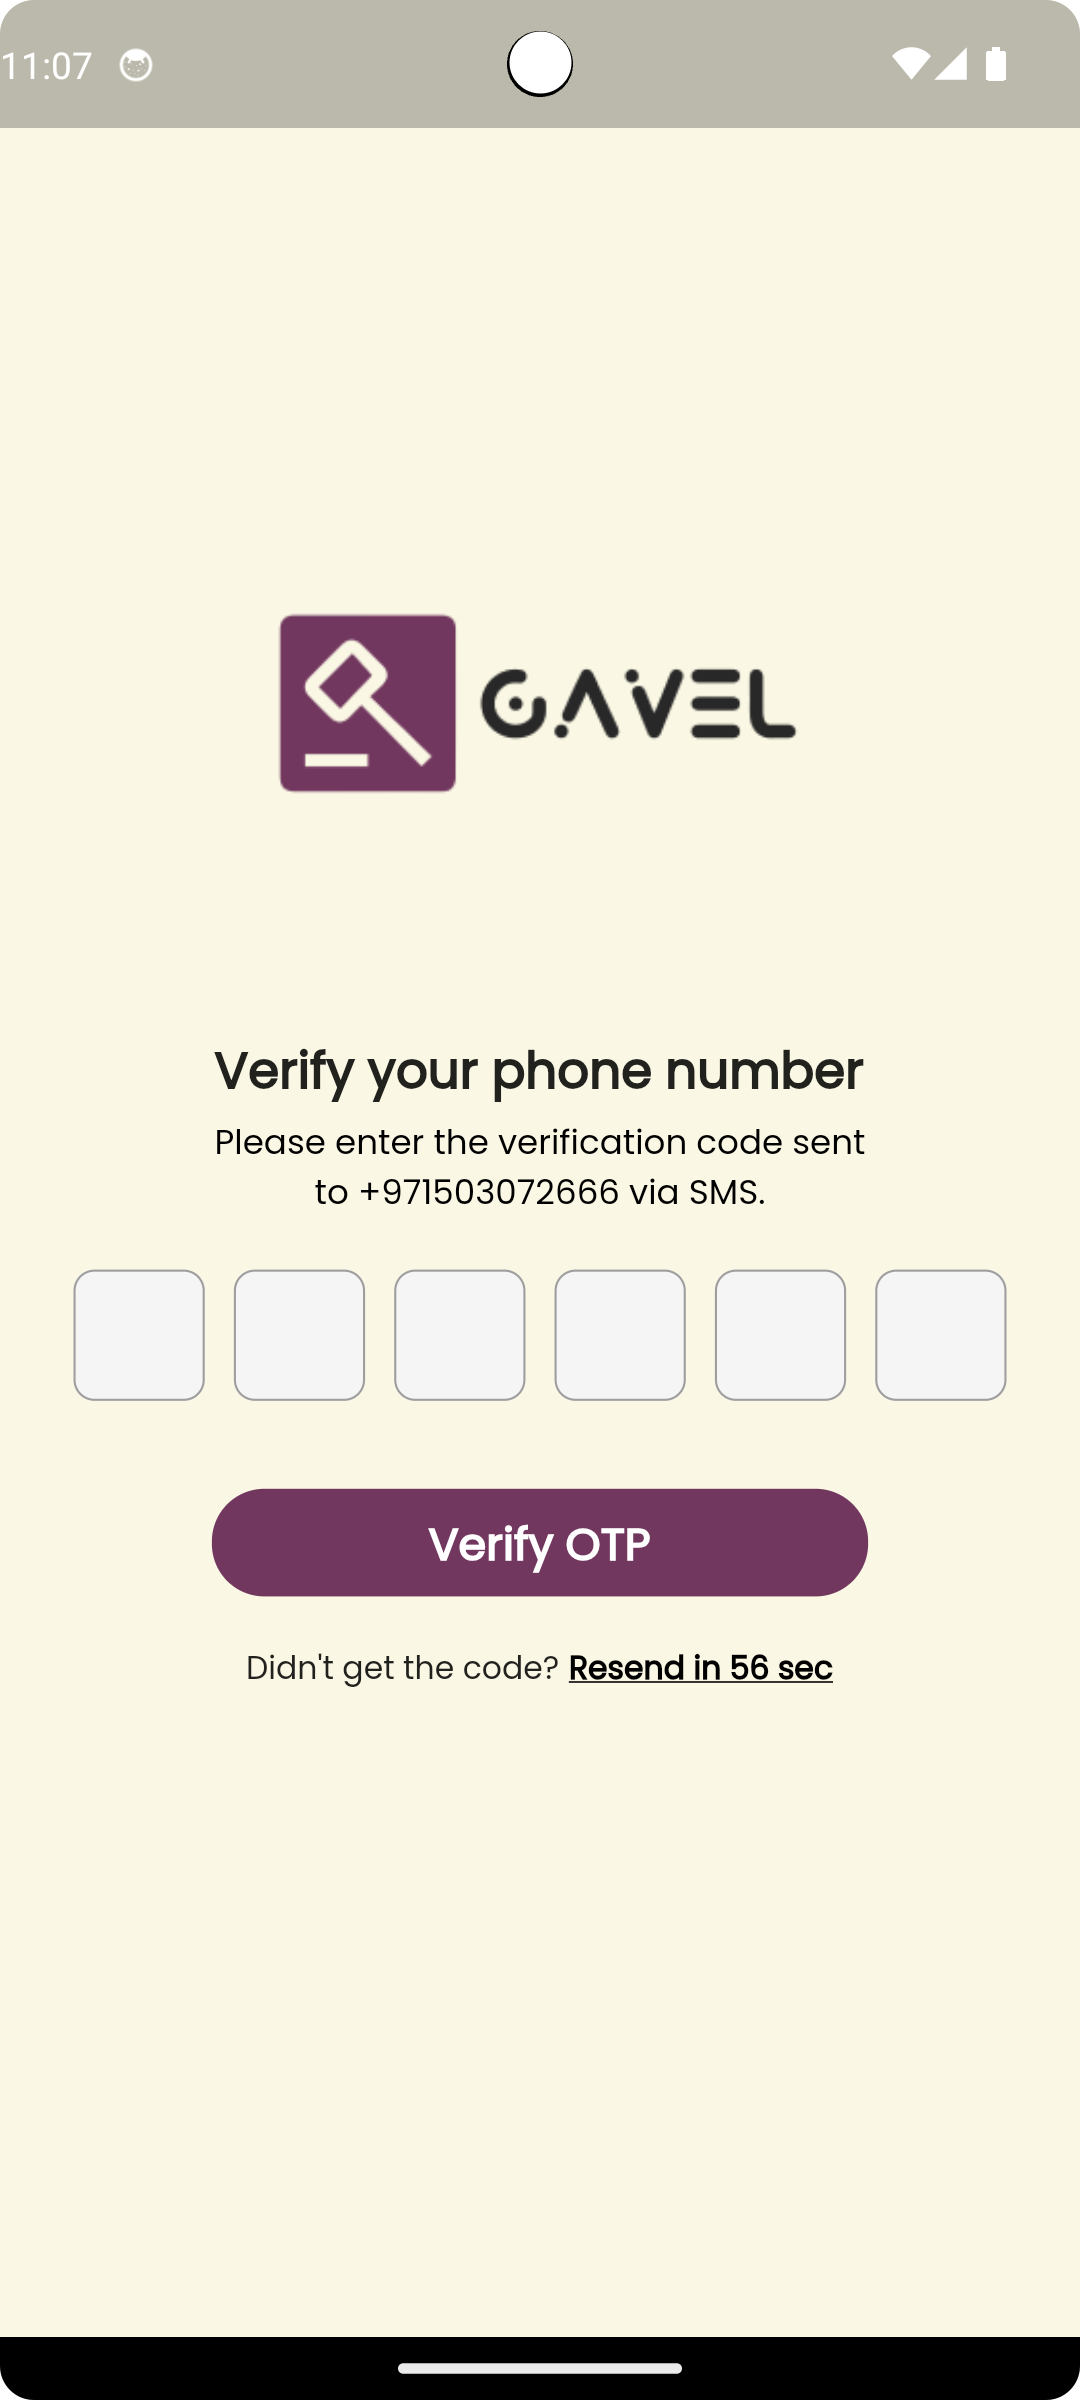 11:07
GAVEL
Verify your phone number
Please enter the verification code sent
to +971503072666 via SMS.
Verify OTP
Didn't get the code? Resend in 56 sec